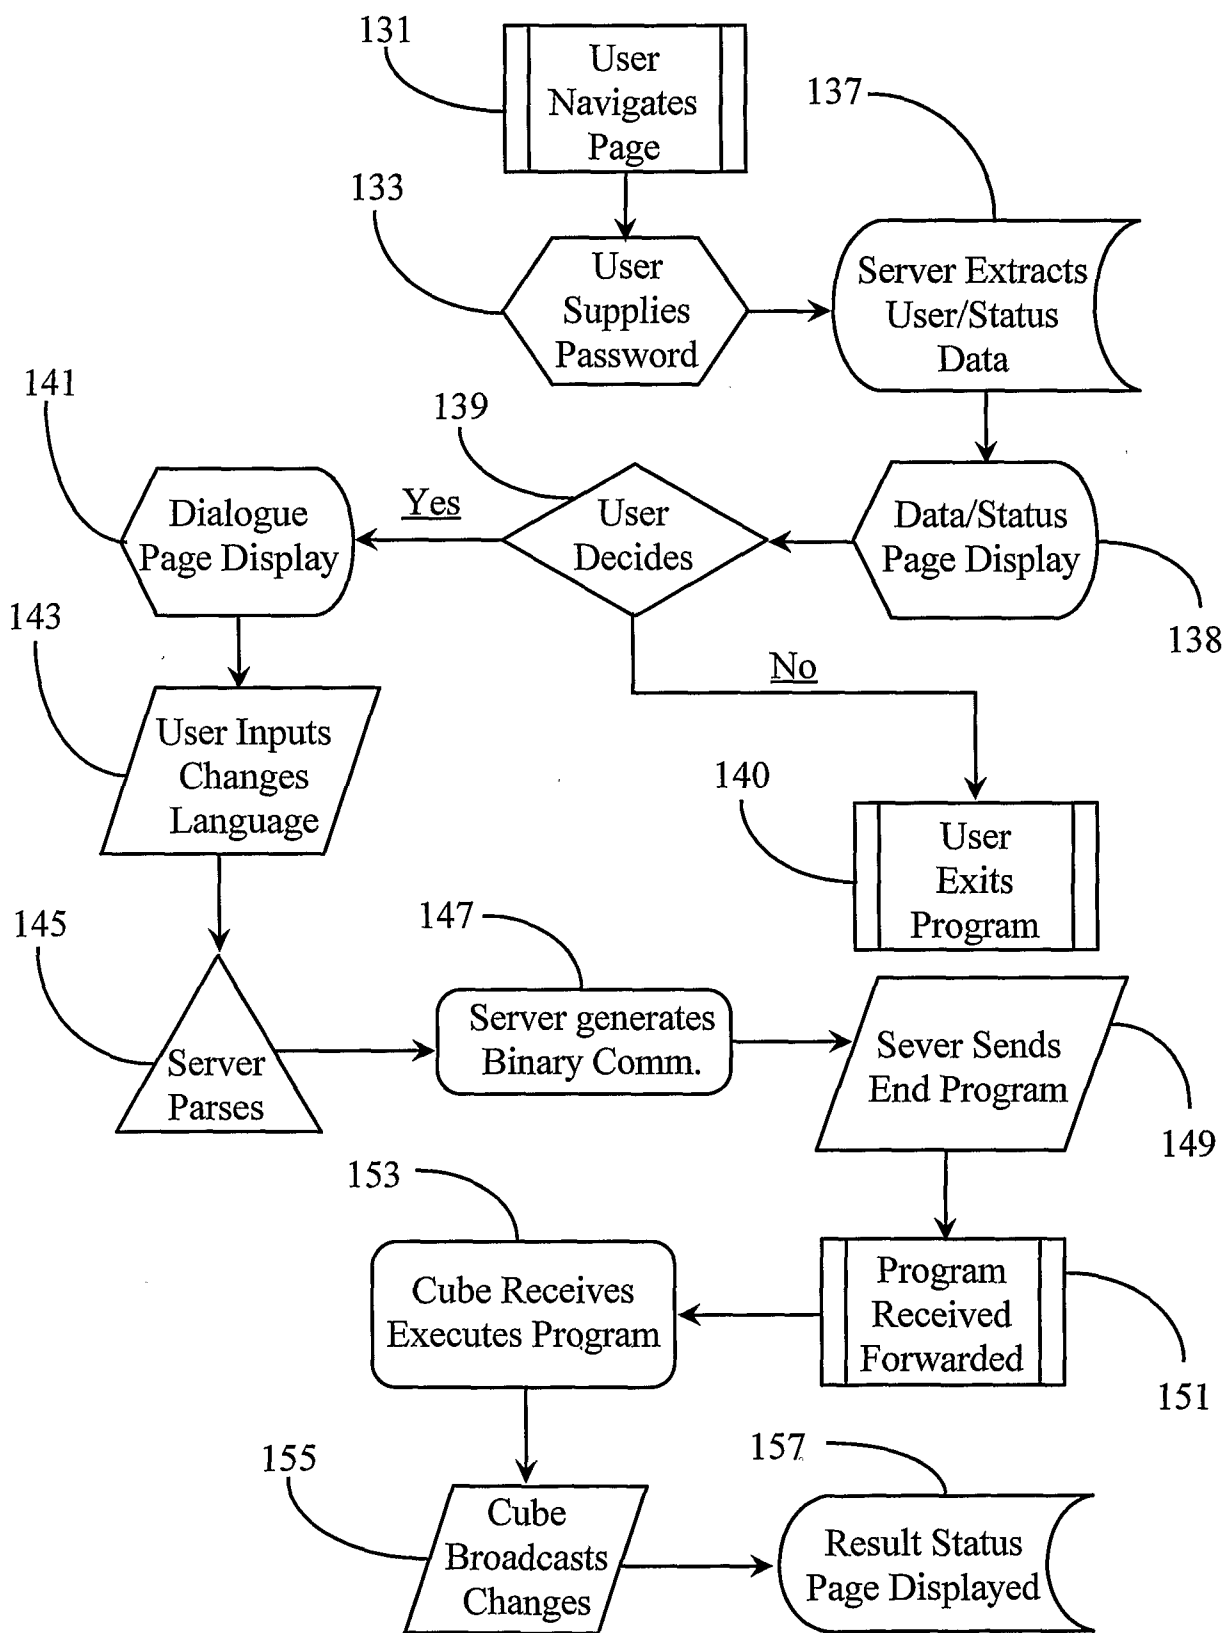 131
User
Navigates
Page
137
133
User
Supplies
Password
Server Extracts
User/Status
Data
141
139
Dialogue
Page Display
Yes
User
Decides
Data/Status
Page Display
138
143
No
User Inputs
Changes
Language
140
User
Exits
Program
145
147
Server
Parses
Server generates
Binary Comm.
Sever Sends
End Program
149
153
Cube Receives
Executes Program
Program
Received
Forwarded
151
155
157
Cube
Broadcasts
Changes
Result Status
Page Displayed